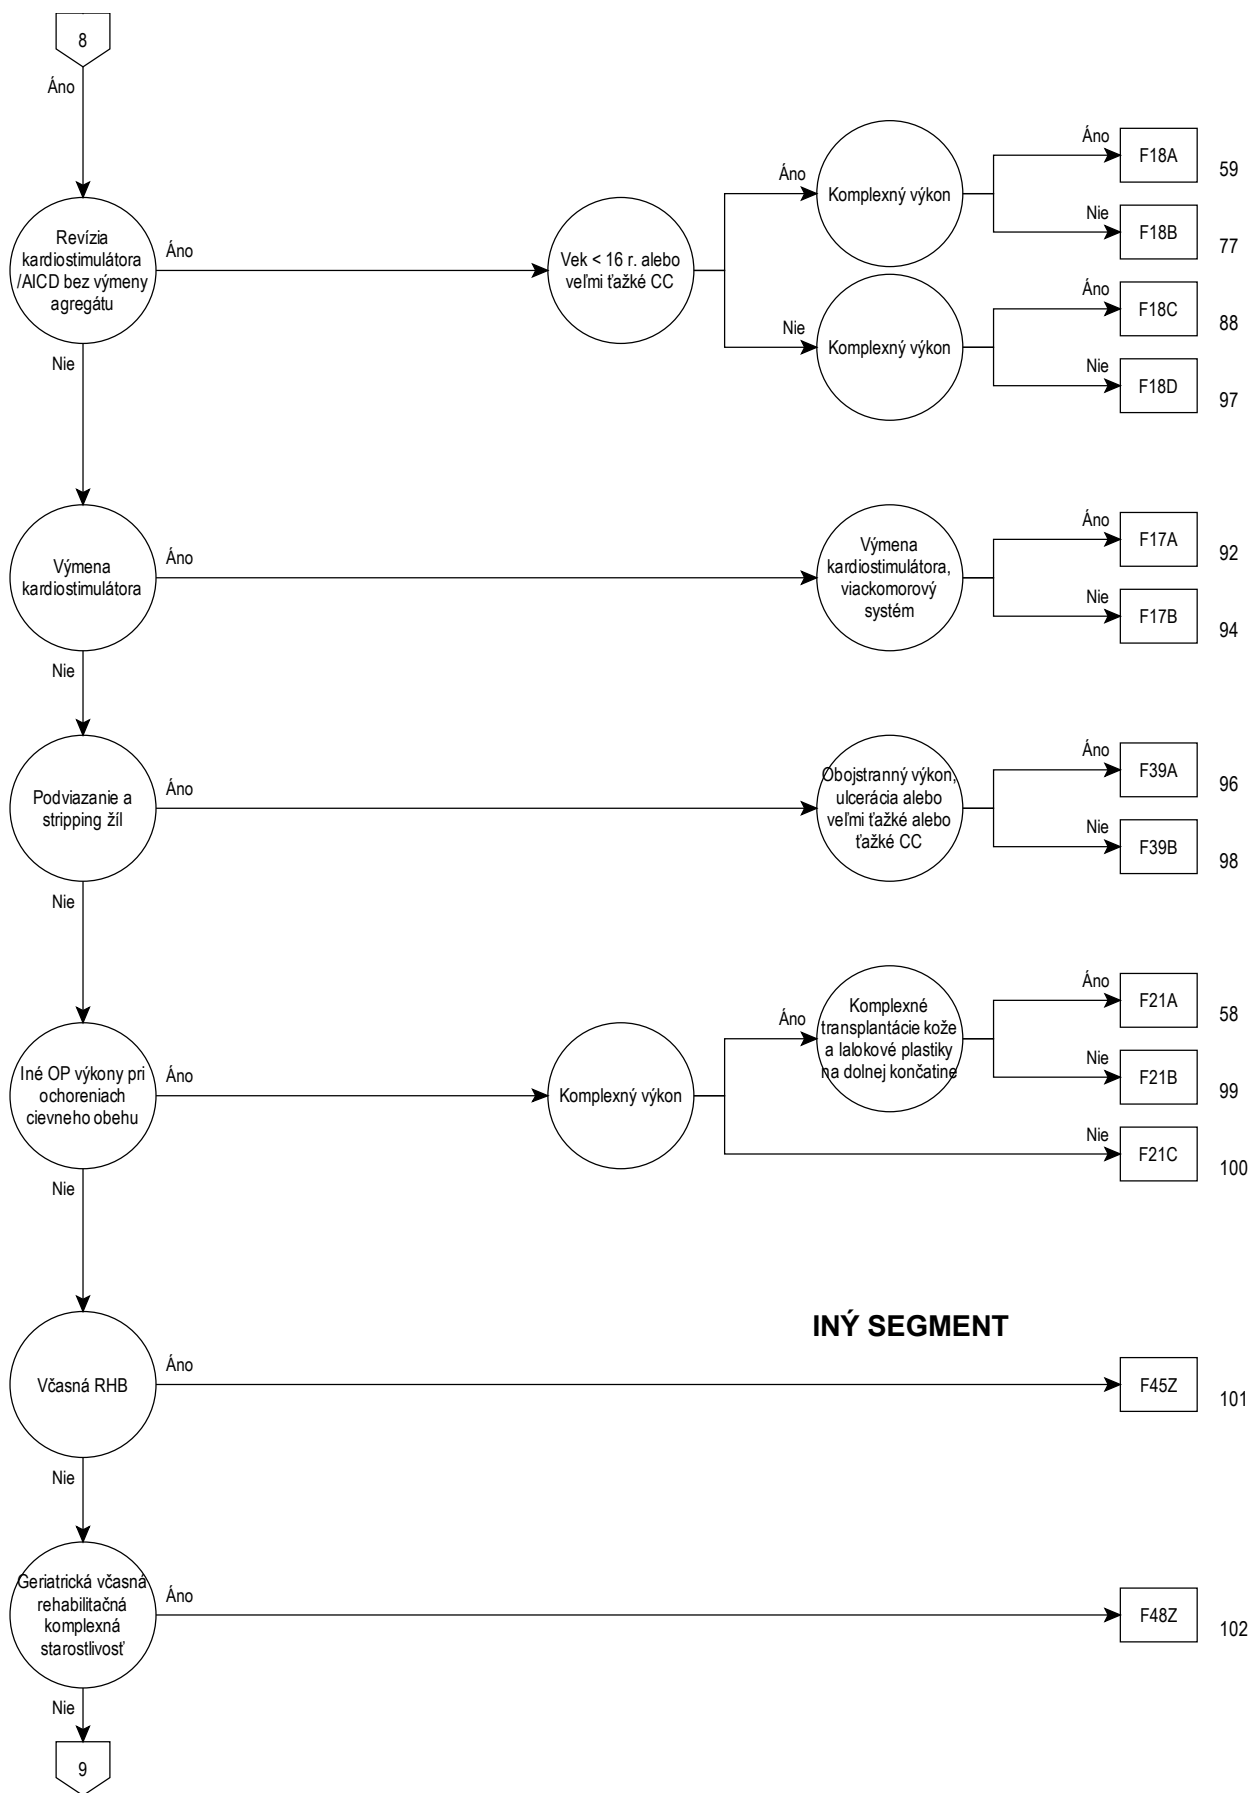 8
Áno
Revízia
kardiostimulátora
/AICD bez výmeny
agregátu
Áno
Vek < 16 r. alebo
veľmi ťažké CC
Áno
Komplexný výkon
Áno
F18A
59
Nie
F18B
77
Nie
Komplexný výkon
Áno
F18C
88
Nie
F18D
97
Nie
Výmena
kardiostimulátora
Áno
Výmena
kardiostimulátora,
viackomorový
systém
Áno
F17A
92
Nie
F17B
94
Nie
Podviazanie a
stripping žíl
Áno
Obojstranný výkon,
ulcerácia alebo
veľmi ťažké alebo
ťažké CC
Áno
F39A
96
Nie
F39B
98
Nie
Iné OP výkony pri
ochoreniach
cievneho obehu
Áno
Komplexný výkon
Áno
Komplexné
transplantácie kože
a lalokové plastiky
na dolnej končatine
Áno
F21A
58
Nie
F21B
99
Nie
F21C
100
Nie
INÝ SEGMENT
Včasná RHB
Áno
F45Z
101
Nie
Geriatrická včasná
rehabilitačná
komplexná
starostlivosť
Áno
F48Z
102
Nie
9